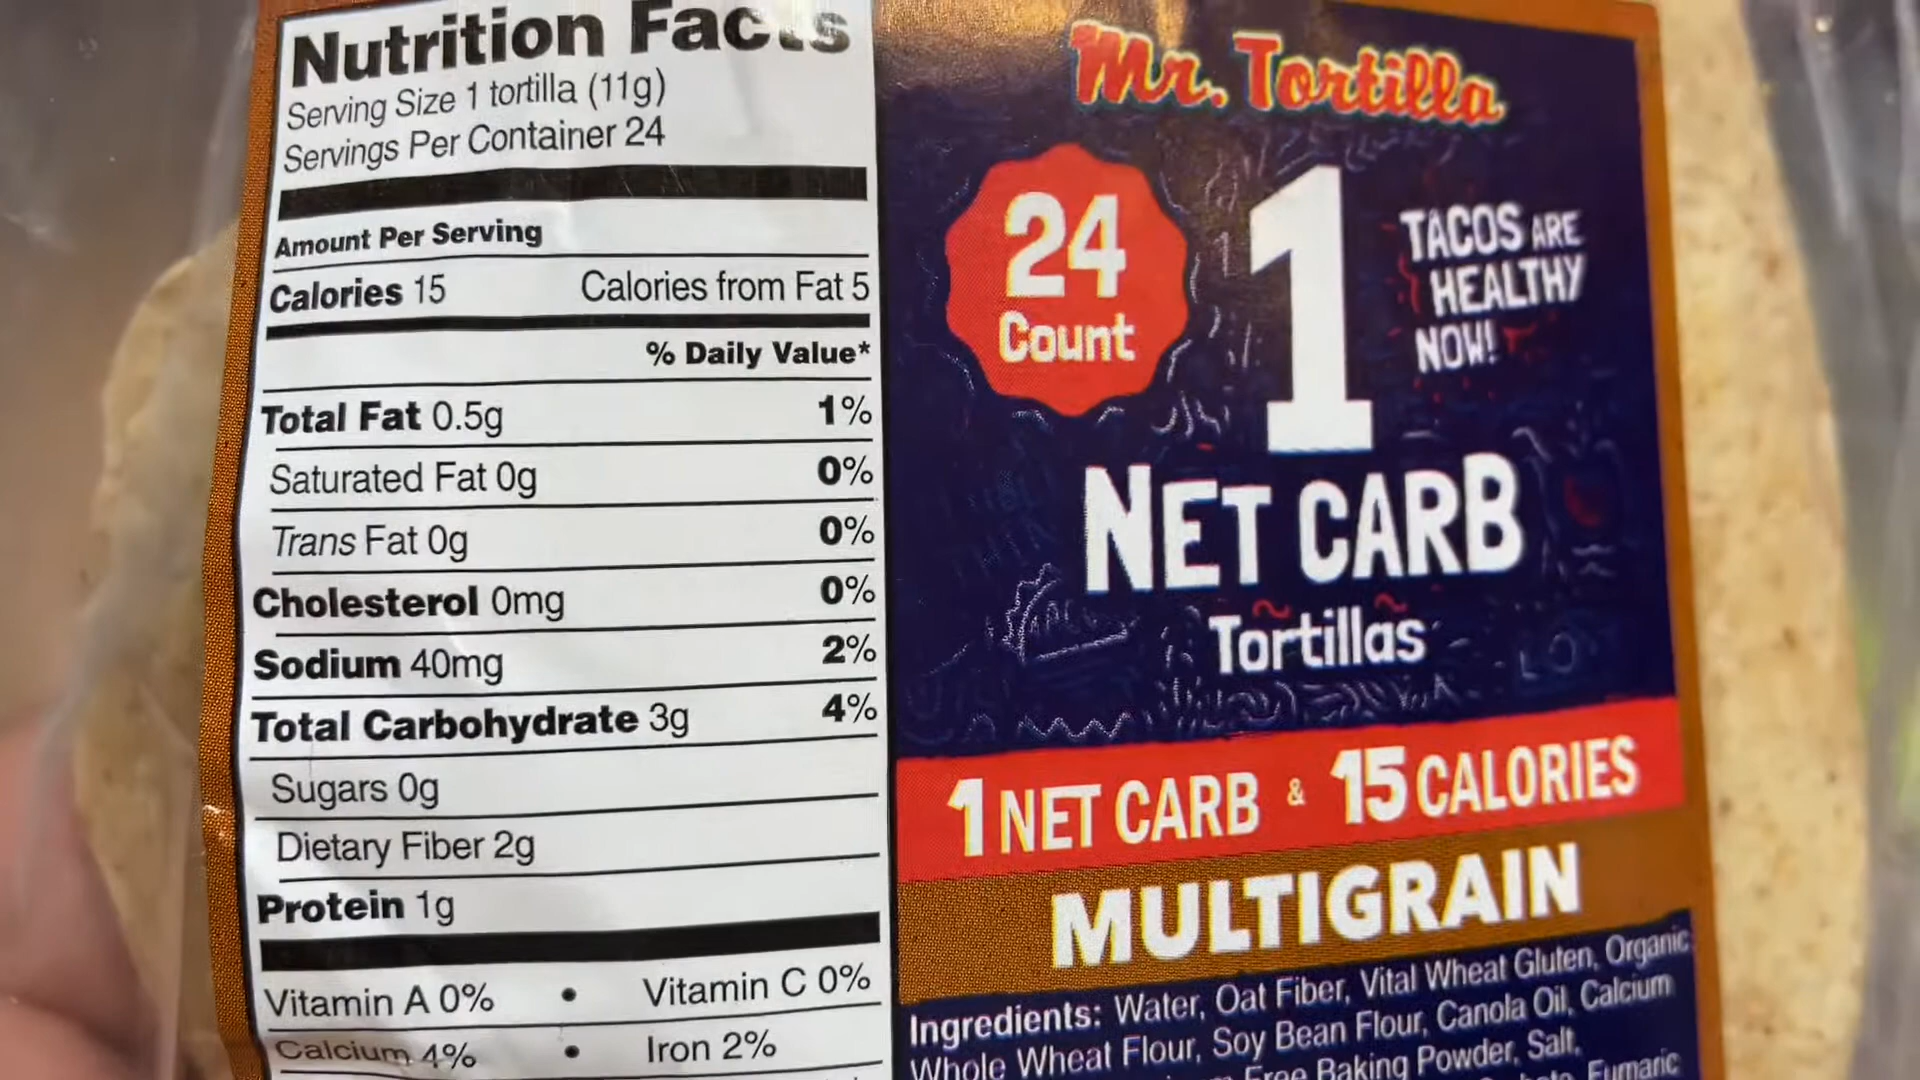 Nutrition Facts
Serving Size 1 tortilla (11g)
Servings Per Container 24
Amount Per Serving
Calories 15 Calories from Fat 5
% Daily Value*
Total Fat 0.5g 1%
Saturated Fat 0g 0%
Trans Fat 0g 0%
Cholesterol 0mg 0%
Sodium 40mg 2%
Total Carbohydrate 3g 4%
Sugars 0g
Dietary Fiber 2g
Protein 1g
Vitamin A 0% • Vitamin C 0%
Calcium 4% • Iron 2%
Mr. Tortilla
24
Count
1
TACOS ARE
HEALTHY
NOW!
NET CARB
Tortillas
1 NET CARB & 15 CALORIES
MULTIGRAIN
Ingredients: Water, Oat Fiber, Vital Wheat Gluten, Organic
Whole Wheat Flour, Soy Bean Flour, Canola Oil, Calcium
Free Baking Powder, Salt,
Fumaric